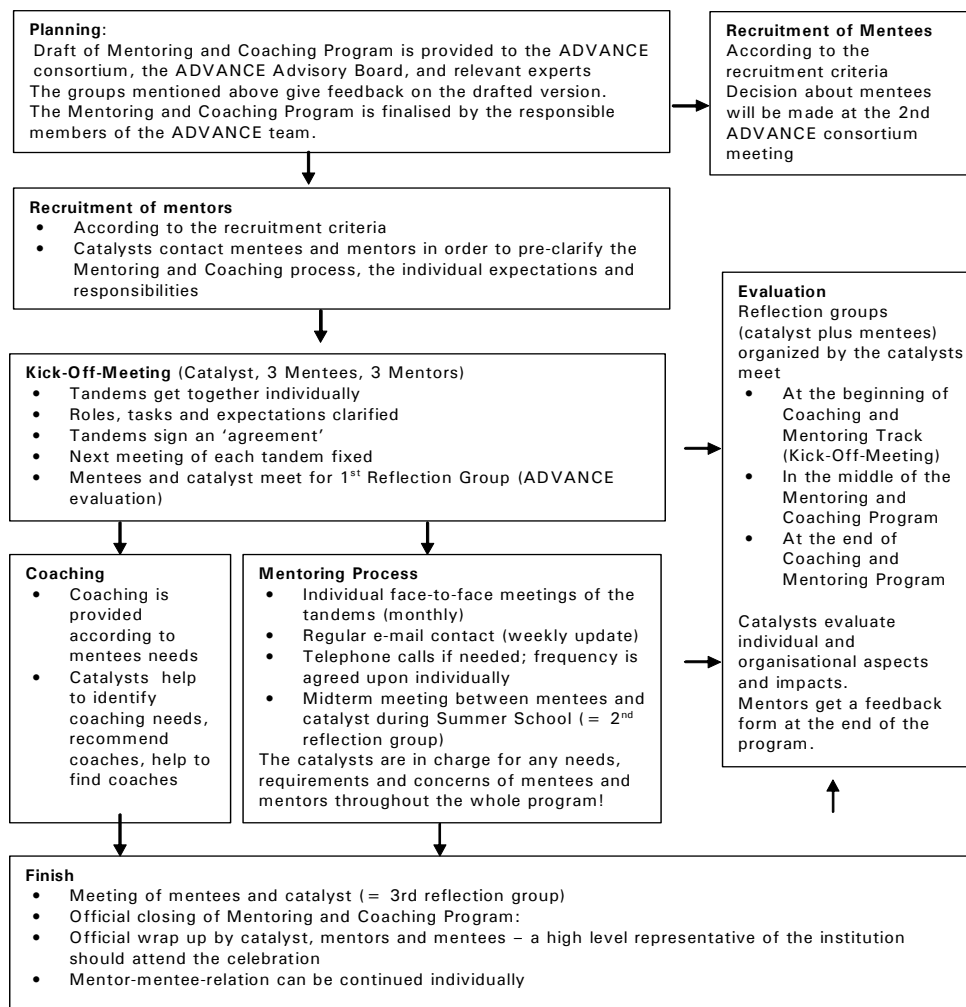 Planning:
Draft of Mentoring and Coaching Program is provided to the ADVANCE
consortium, the ADVANCE Advisory Board, and relevant experts
The groups mentioned above give feedback on the drafted version.
The Mentoring and Coaching Program is finalised by the responsible
members of the ADVANCE team.
Recruitment of Mentees
According to the
recruitment criteria
Decision about mentees
will be made at the 2nd
ADVANCE consortium
meeting
Recruitment of mentors
• According to the recruitment criteria
• Catalysts contact mentees and mentors in order to pre-clarify the
Mentoring and Coaching process, the individual expectations and
responsibilities
Kick-Off-Meeting (Catalyst, 3 Mentees, 3 Mentors)
• Tandems get together individually
• Roles, tasks and expectations clarified
• Tandems sign an ‘agreement’
• Next meeting of each tandem fixed
• Mentees and catalyst meet for 1st Reflection Group (ADVANCE
evaluation)
Evaluation
Reflection groups
(catalyst plus mentees)
organized by the catalysts
meet
• At the beginning of
Coaching and
Mentoring Track
(Kick-Off-Meeting)
• In the middle of the
Mentoring and
Coaching Program
• At the end of
Coaching and
Mentoring Program
Catalysts evaluate
individual and
organisational aspects
and impacts.
Mentors get a feedback
form at the end of the
program.
Coaching
• Coaching is
provided
according to
mentees needs
• Catalysts help
to identify
coaching needs,
recommend
coaches, help to
find coaches
Mentoring Process
• Individual face-to-face meetings of the
tandems (monthly)
• Regular e-mail contact (weekly update)
• Telephone calls if needed; frequency is
agreed upon individually
• Midterm meeting between mentees and
catalyst during Summer School (= 2nd
reflection group)
The catalysts are in charge for any needs,
requirements and concerns of mentees and
mentors throughout the whole program!
Finish
• Meeting of mentees and catalyst (= 3rd reflection group)
• Official closing of Mentoring and Coaching Program:
• Official wrap up by catalyst, mentors and mentees – a high level representative of the institution
should attend the celebration
• Mentor-mentee-relation can be continued individually